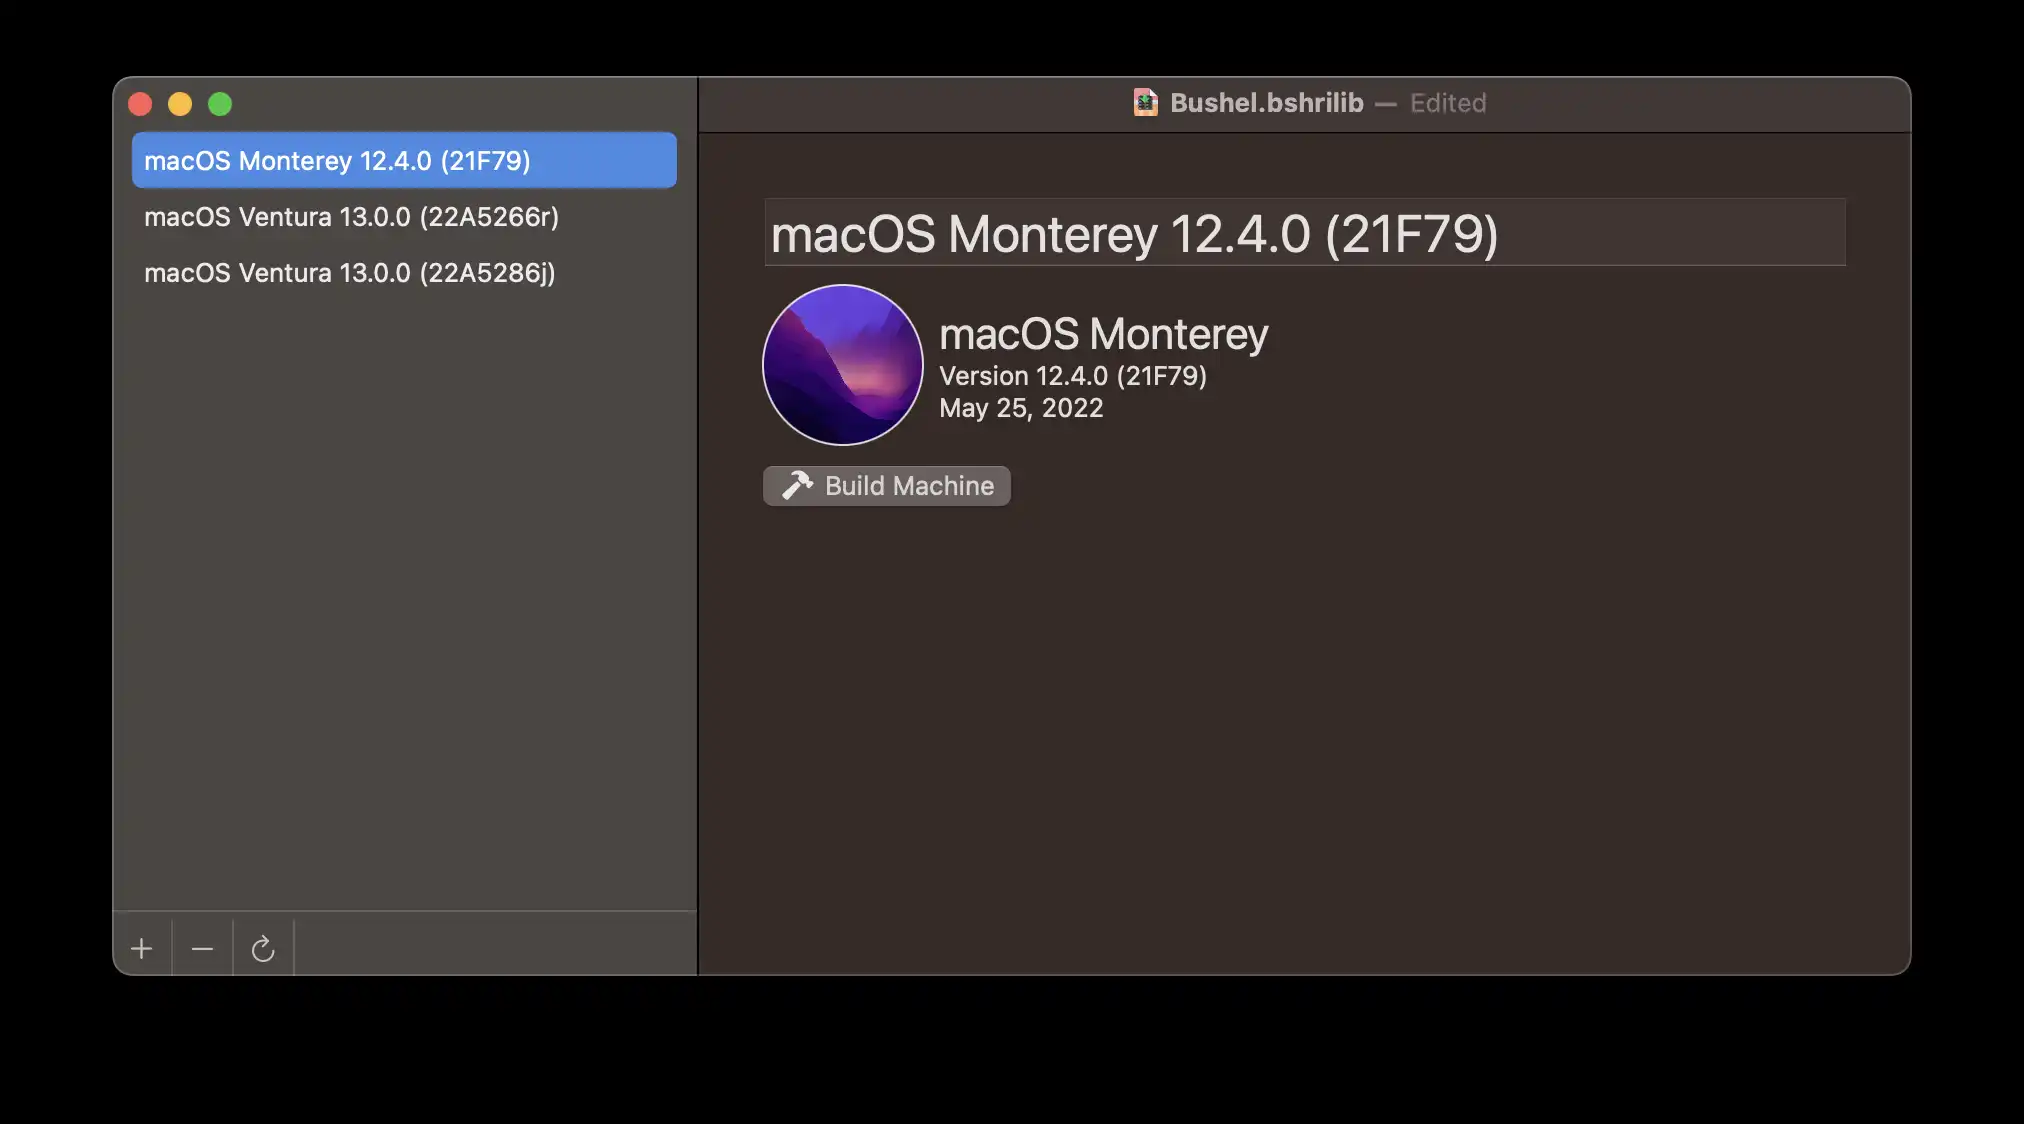 Bushel.bshrilib — Edited
macOS Monterey 12.4.0 (21F79)
macOS Ventura 13.0.0 (22A5266r)
macOS Ventura 13.0.0 (22A5286j)
macOS Monterey 12.4.0 (21F79)
macOS Monterey
Version 12.4.0 (21F79)
May 25, 2022
Build Machine